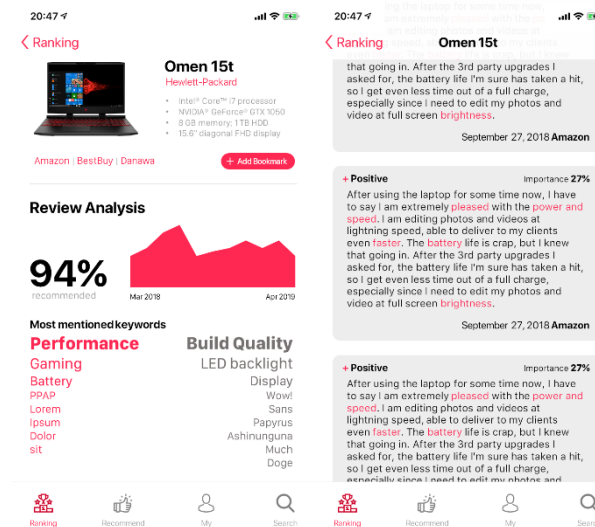 20:47
Ranking
Omen 15t
Hewlett-Packard
• Intel® Core™ i7 processor
• NVIDIA® GeForce® GTX 1050
• 8 GB memory; 1TB HDD
• 15.6" diagonal FHD display
Amazon | BestBuy | Danawa
+ Add Bookmark
Review Analysis
94%
recommended
Mar 2018
Apr 2019
Most mentioned keywords
Performance
Gaming
Battery
PPAP
Lorem
Ipsum
Dolor
sit
Build Quality
LED backlight
Display
Wow!
Sans
Papyrus
Ashinunguna
Much
Doge
Ranking
Recommend
My
Search
20:47
Ranking
Omen 15t
that going in. After the 3rd party upgrades I
asked for, the battery life I'm sure has taken a hit,
so I get even less time out of a full charge,
especially since I need to edit my photos and
video at full screen brightness.
September 27, 2018 Amazon
+ Positive
Importance 27%
After using the laptop for some time now, I have
to say I am extremely pleased with the power and
speed. I am editing photos and videos at
lightning speed, able to deliver to my clients
even faster. The battery life is crap, but I knew
that going in. After the 3rd party upgrades I
asked for, the battery life I'm sure has taken a hit,
so I get even less time out of a full charge,
especially since I need to edit my photos and
video at full screen brightness.
September 27, 2018 Amazon
+ Positive
Importance 27%
After using the laptop for some time now, I have
to say I am extremely pleased with the power and
speed. I am editing photos and videos at
lightning speed, able to deliver to my clients
even faster. The battery life is crap, but I knew
that going in. After the 3rd party upgrades I
asked for, the battery life I'm sure has taken a hit,
so I get even less time out of a full charge,
especially since I need to edit my photos and
Ranking
Recommend
My